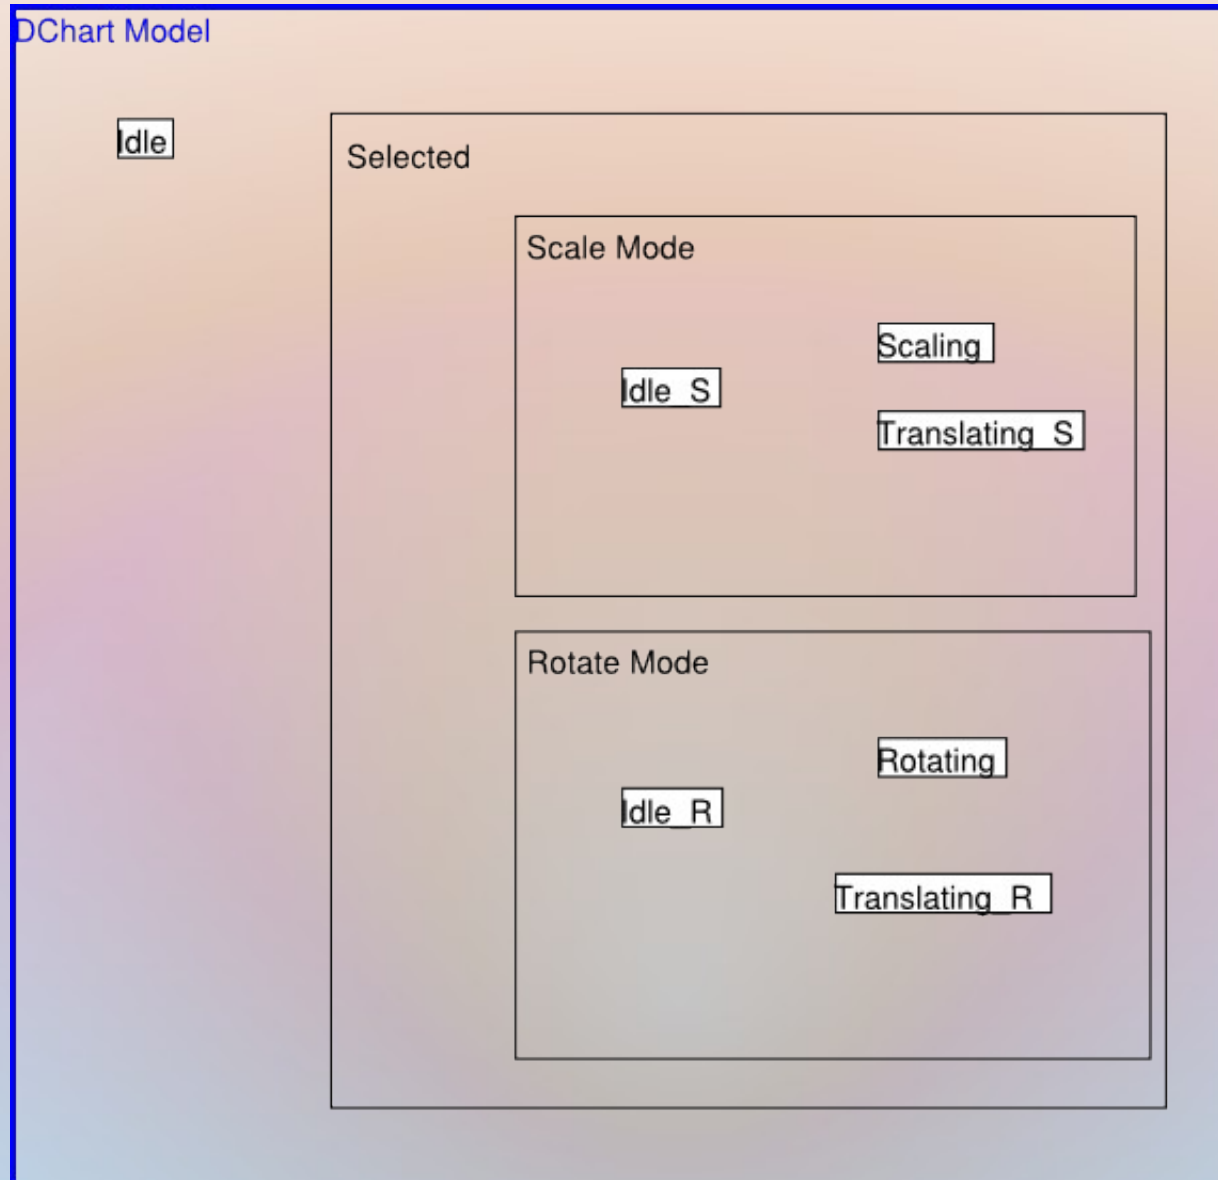 DChart Model
Idle
Selected
Scale Mode
Scaling
Idle_S
Translating_S
Rotate Mode
Rotating
Idle_R
Translating_R